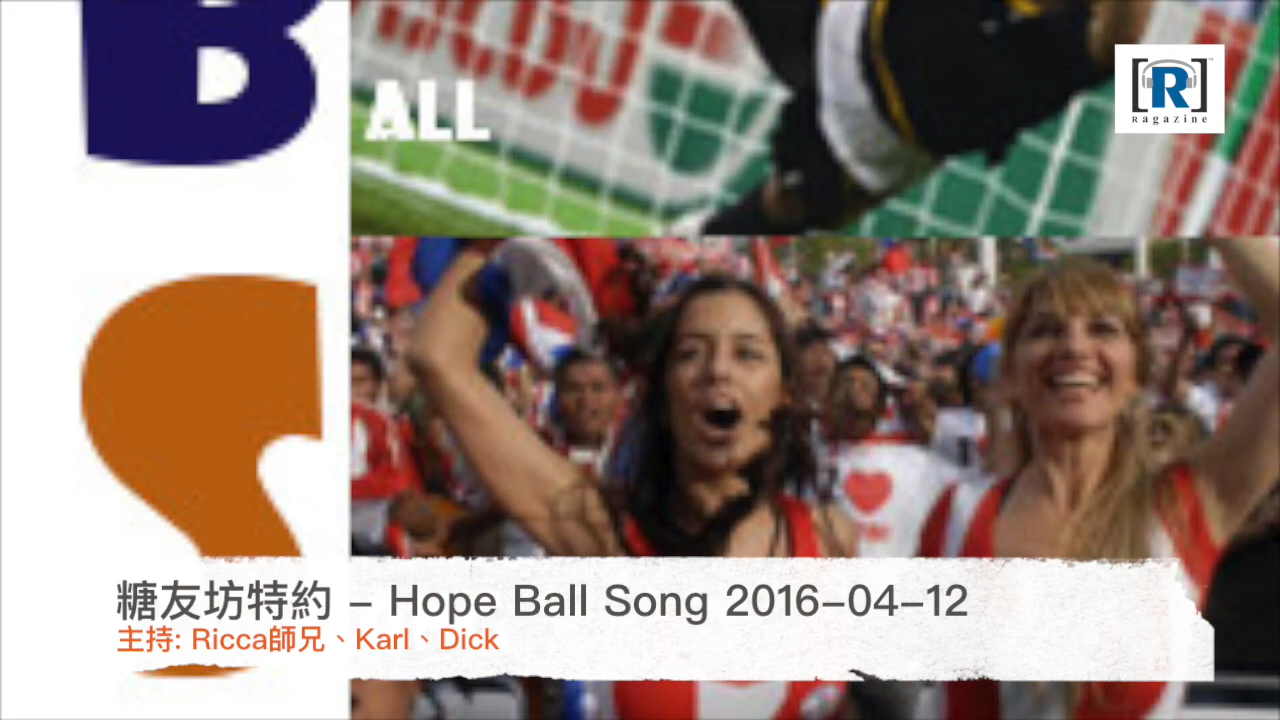 B
ALL
[R]
Ragazine
S
糖友坊特約 – Hope Ball Song 2016–04–12
主持: Ricca師兄、Karl、Dick